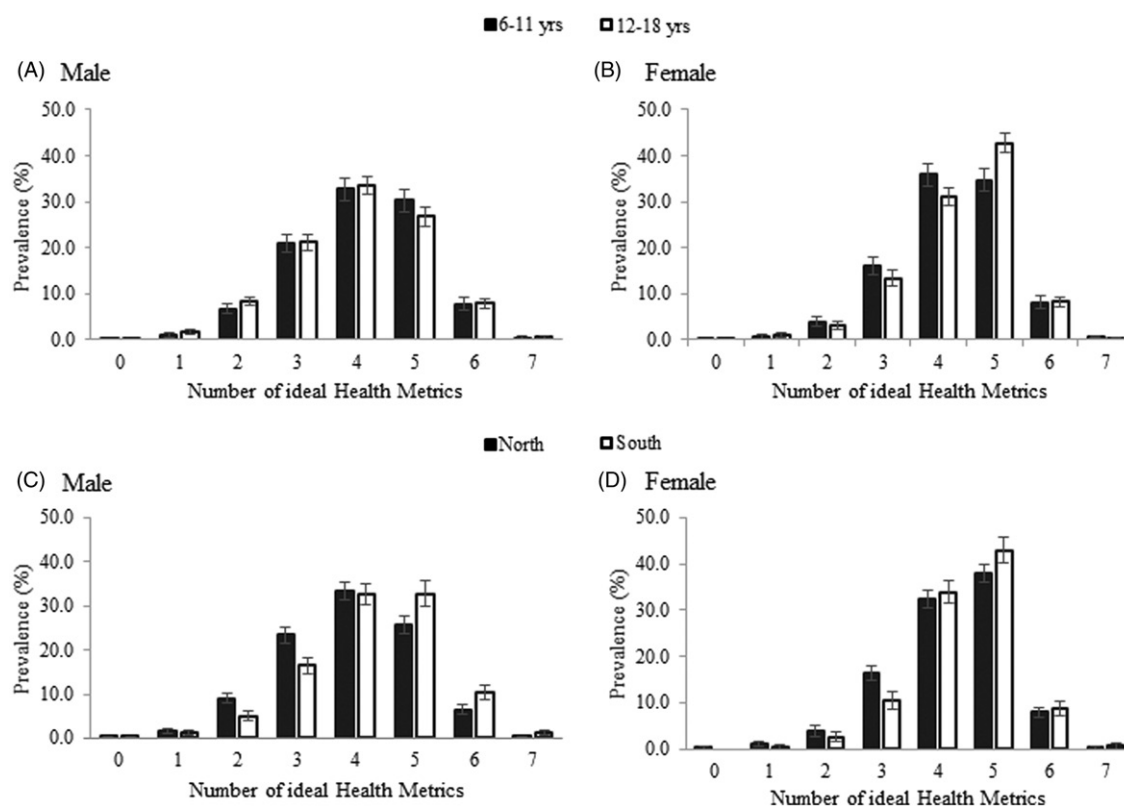 6-11 yrs 12-18 yrs
(A) Male
50.0
40.0
30.0
20.0
10.0
0.0
Prevalence (%)
0 1 2 3 4 5 6 7
Number of ideal Health Metrics
(B) Female
50.0
40.0
30.0
20.0
10.0
0.0
Prevalence (%)
0 1 2 3 4 5 6 7
Number of ideal Health Metrics
North South
(C) Male
50.0
40.0
30.0
20.0
10.0
0.0
Prevalence (%)
0 1 2 3 4 5 6 7
Number of ideal Health Metrics
(D) Female
50.0
40.0
30.0
20.0
10.0
0.0
Prevalence (%)
0 1 2 3 4 5 6 7
Number of ideal Health Metrics